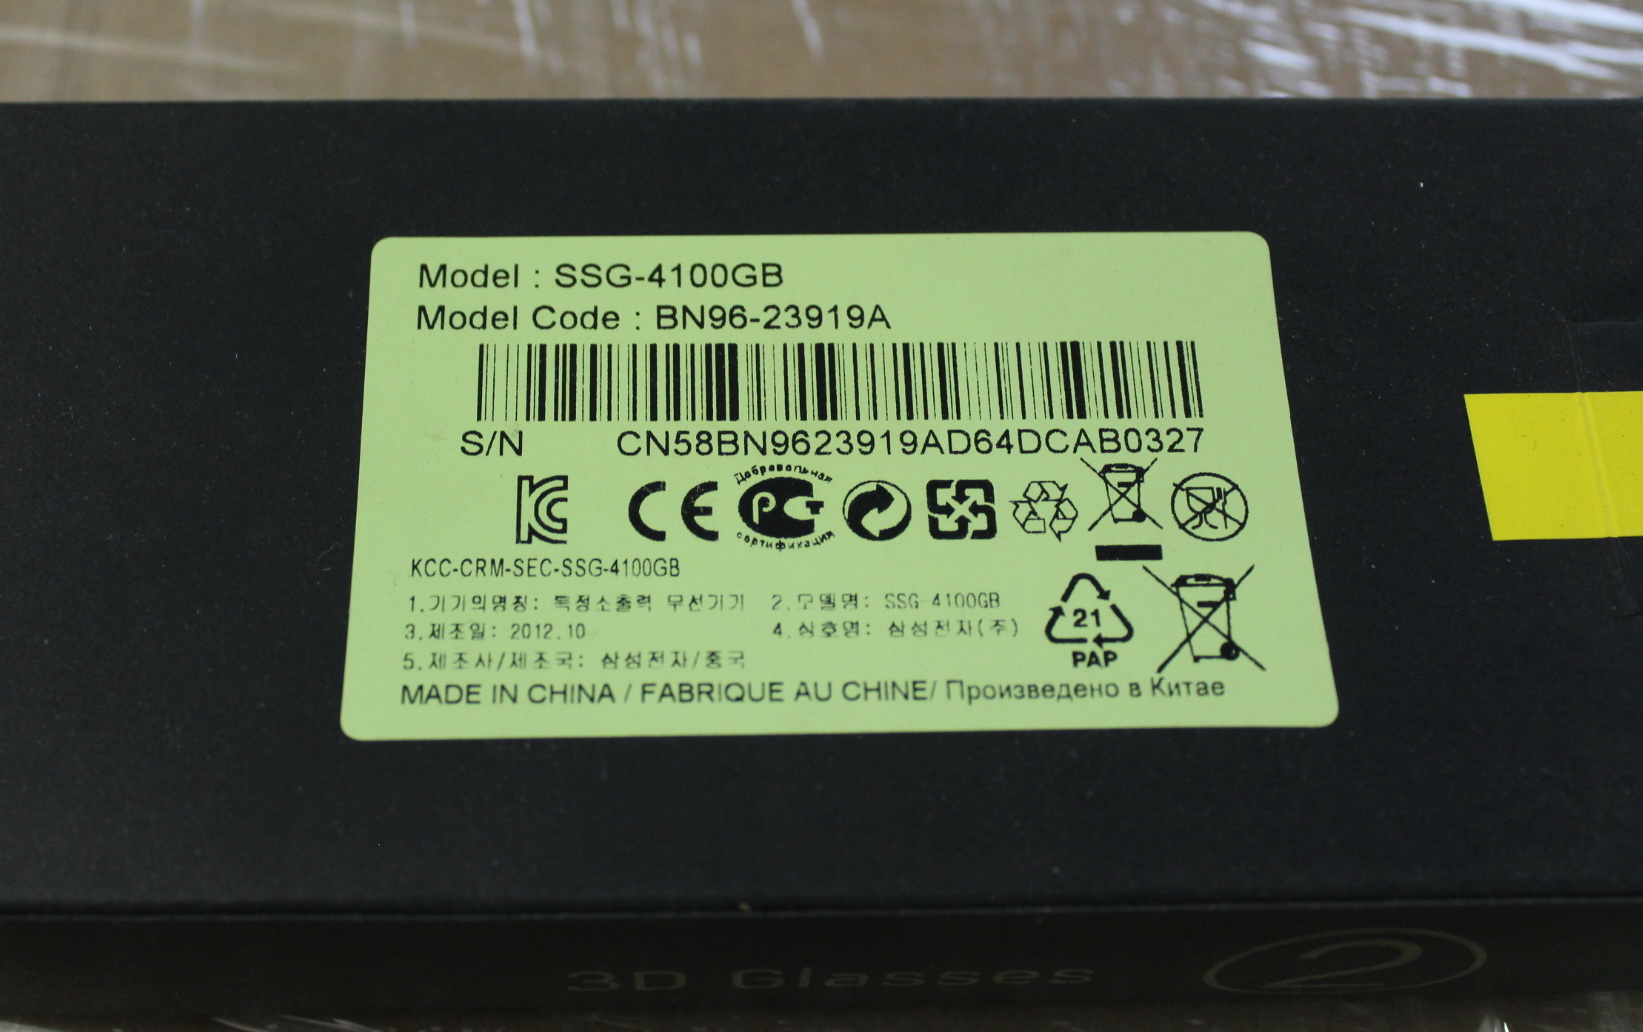 Model : SSG-4100GB
Model Code : BN96-23919A
S/N CN58BN9623919AD64DCAB0327
Добровольная
РСТ
сертификация
KCC-CRM-SEC-SSG-4100GB
1.기기의명칭: 특정소출력 무선기기 2.모델명: SSG-4100GB
3.제조일: 2012.10 4.상호명: 삼성전자(주)
5.제조사/제조국: 삼성전자/중국
21
PAP
MADE IN CHINA / FABRIQUE AU CHINE/ Произведено в Китае
3D Glasses 2